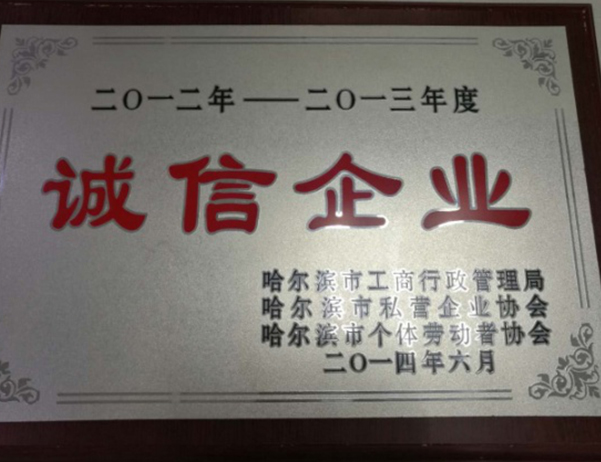 二〇一二年——二〇一三年度
诚信企业
哈尔滨市工商行政管理局
哈尔滨市私营企业协会
哈尔滨市个体劳动者协会
二〇一四年六月